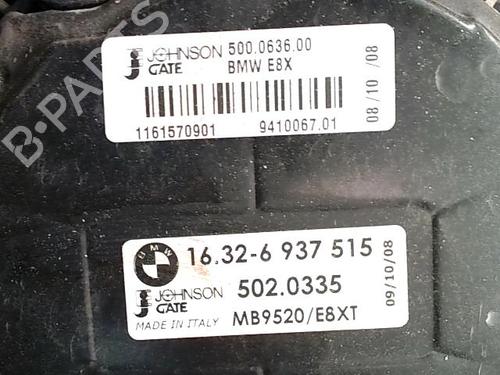 JOHNSON 500.0636.00
GATE BMW E8X
1161570901 9410067.01
08/10 /08
BMW
16.32-6 937 515
JOHNSON 502.0335
GATE
MADE IN ITALY MB9520/E8XT
09/10/08
B-PARTS